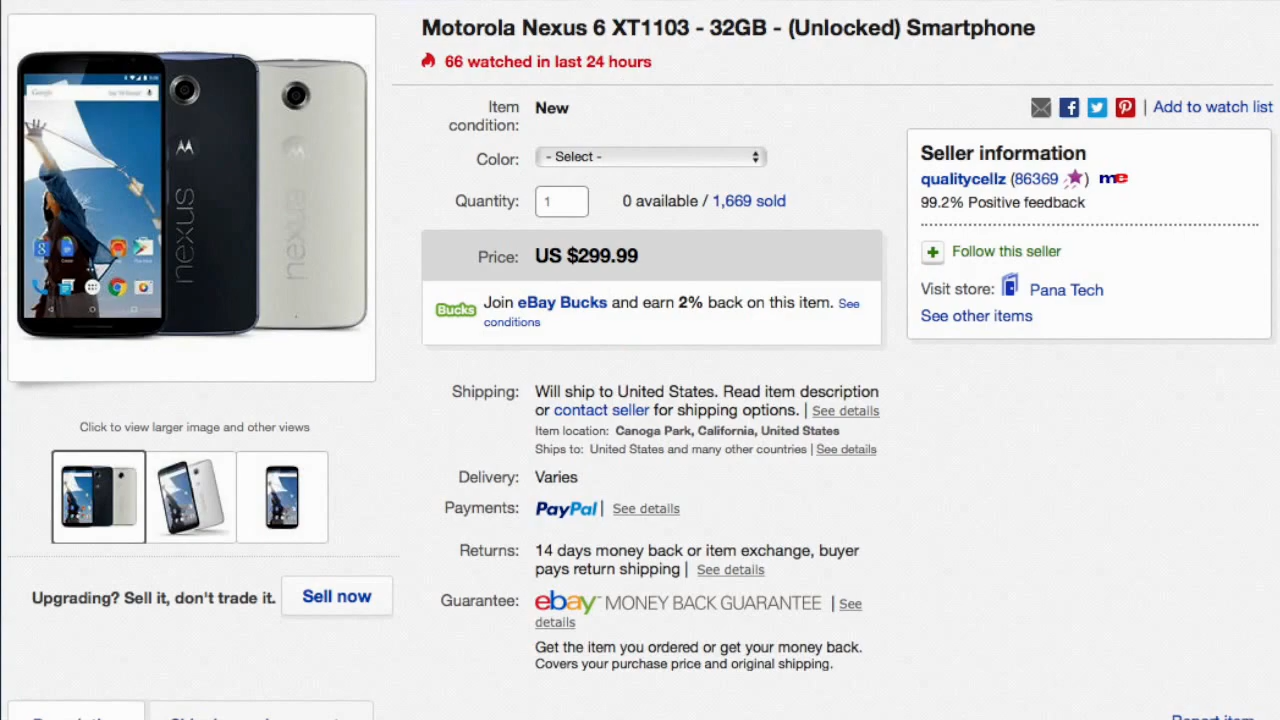 Motorola Nexus 6 XT1103 - 32GB - (Unlocked) Smartphone
66 watched in last 24 hours
Item condition: New
Color: - Select -
Quantity: 1 0 available / 1,669 sold
Price: US $299.99
Bucks Join eBay Bucks and earn 2% back on this item. See
conditions
Shipping: Will ship to United States. Read item description
or contact seller for shipping options. | See details
Item location: Canoga Park, California, United States
Ships to: United States and many other countries | See details
Delivery: Varies
Payments: PayPal | See details
Returns: 14 days money back or item exchange, buyer
pays return shipping | See details
Guarantee: ebay MONEY BACK GUARANTEE | See
details
Get the item you ordered or get your money back.
Covers your purchase price and original shipping.
| Add to watch list
Seller information
qualitycellz (86369 ) me
99.2% Positive feedback
Follow this seller
Visit store: Pana Tech
See other items
Google
nexus
nexus
Click to view larger image and other views
Upgrading? Sell it, don't trade it. Sell now
Report item